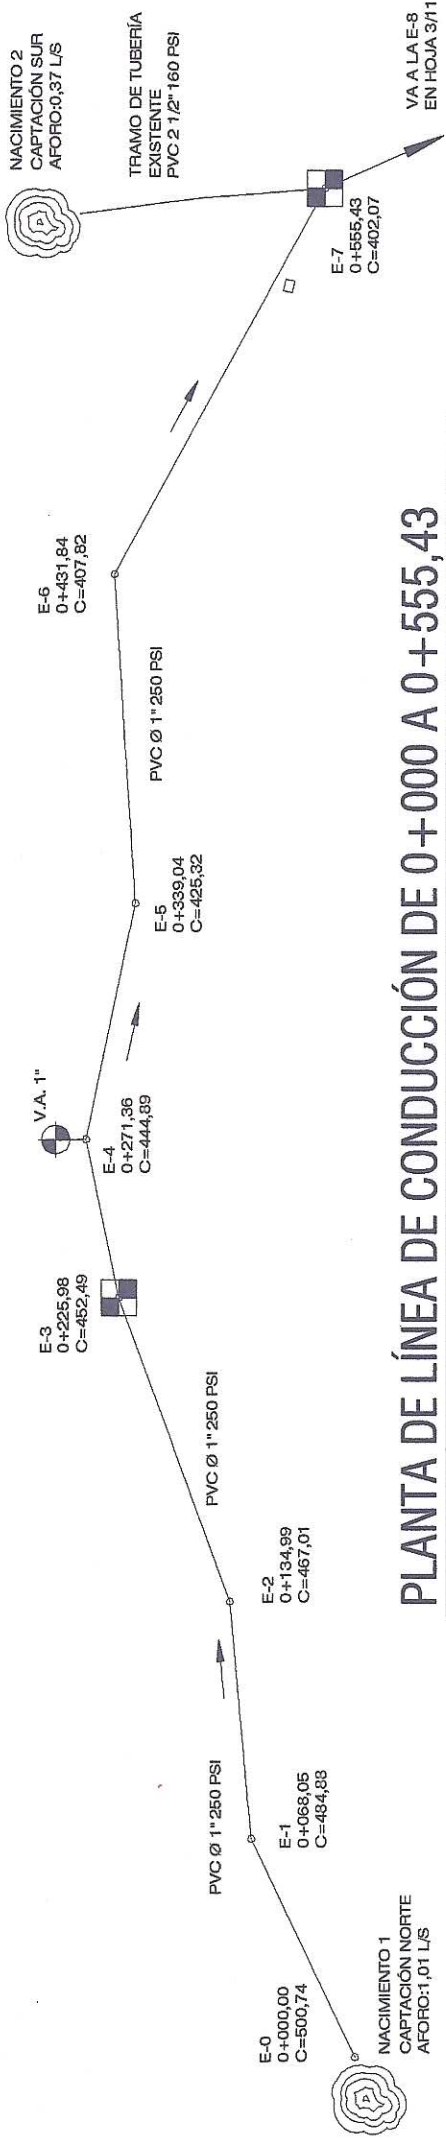 NACIMIENTO 1
CAPTACIÓN NORTE
AFORO:1,01 L/S
E-0
0+000,00
C=500,74
E-1
0+068,05
C=484,88
PVC Ø 1" 250 PSI
E-2
0+134,99
C=467,01
PVC Ø 1" 250 PSI
E-3
0+225,98
C=452,49
V.A. 1"
E-4
0+271,36
C=444,89
E-5
0+339,04
C=425,32
PVC Ø 1" 250 PSI
E-6
0+431,84
C=407,82
E-7
0+555,43
C=402,07
NACIMIENTO 2
CAPTACIÓN SUR
AFORO:0,37 L/S
TRAMO DE TUBERÍA
EXISTENTE
PVC 2 1/2" 160 PSI
VA A LA E-8
EN HOJA 3/11
PLANTA DE LÍNEA DE CONDUCCIÓN DE 0+000 A 0+555,43